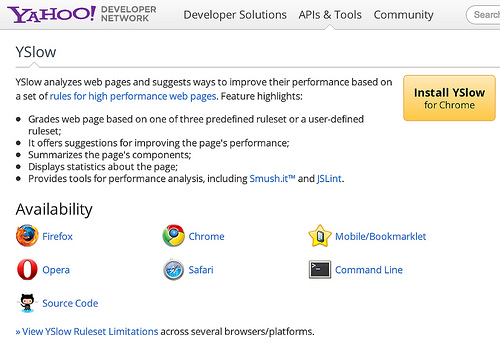 YAHOO! DEVELOPER NETWORK
Developer Solutions APIs & Tools Community Search
YSlow
YSlow analyzes web pages and suggests ways to improve their performance based on
a set of rules for high performance web pages. Feature highlights:
Install YSlow
for Chrome
• Grades web page based on one of three predefined ruleset or a user-defined
ruleset;
• It offers suggestions for improving the page's performance;
• Summarizes the page's components;
• Displays statistics about the page;
• Provides tools for performance analysis, including Smush.it™ and JSLint.
Availability
Firefox Chrome Mobile/Bookmarklet
Opera Safari Command Line
Source Code
» View YSlow Ruleset Limitations across several browsers/platforms.